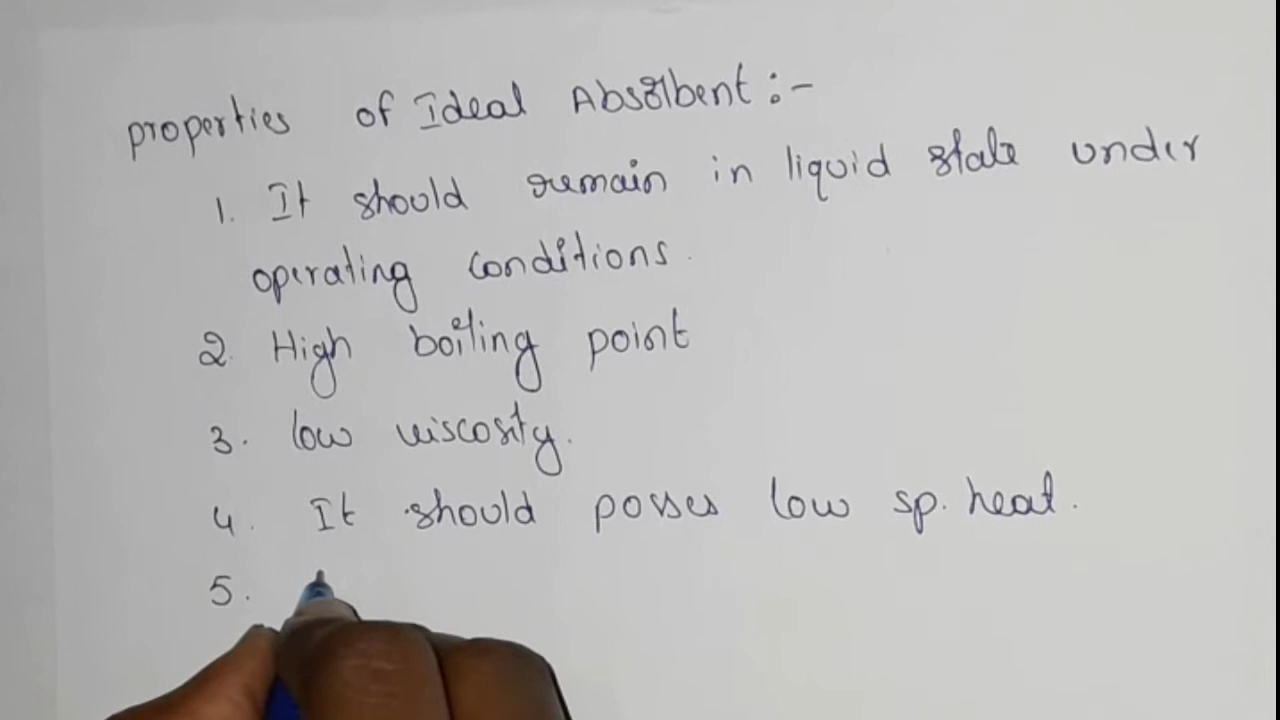 properties of Ideal Absorbent :-
1. It should remain in liquid state under
operating conditions.
2. High boiling point
3. low viscosity.
4. It should posses low sp. heat.
5.